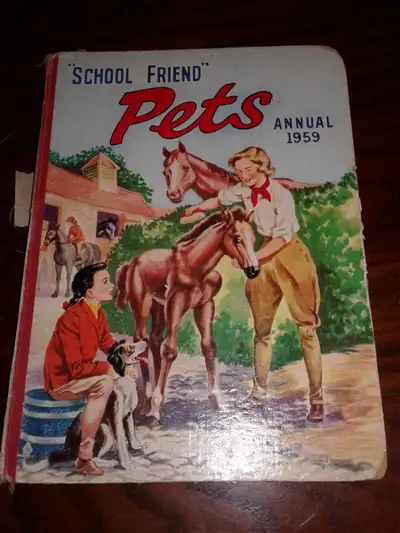 "SCHOOL FRIEND"
Pets
ANNUAL
1959